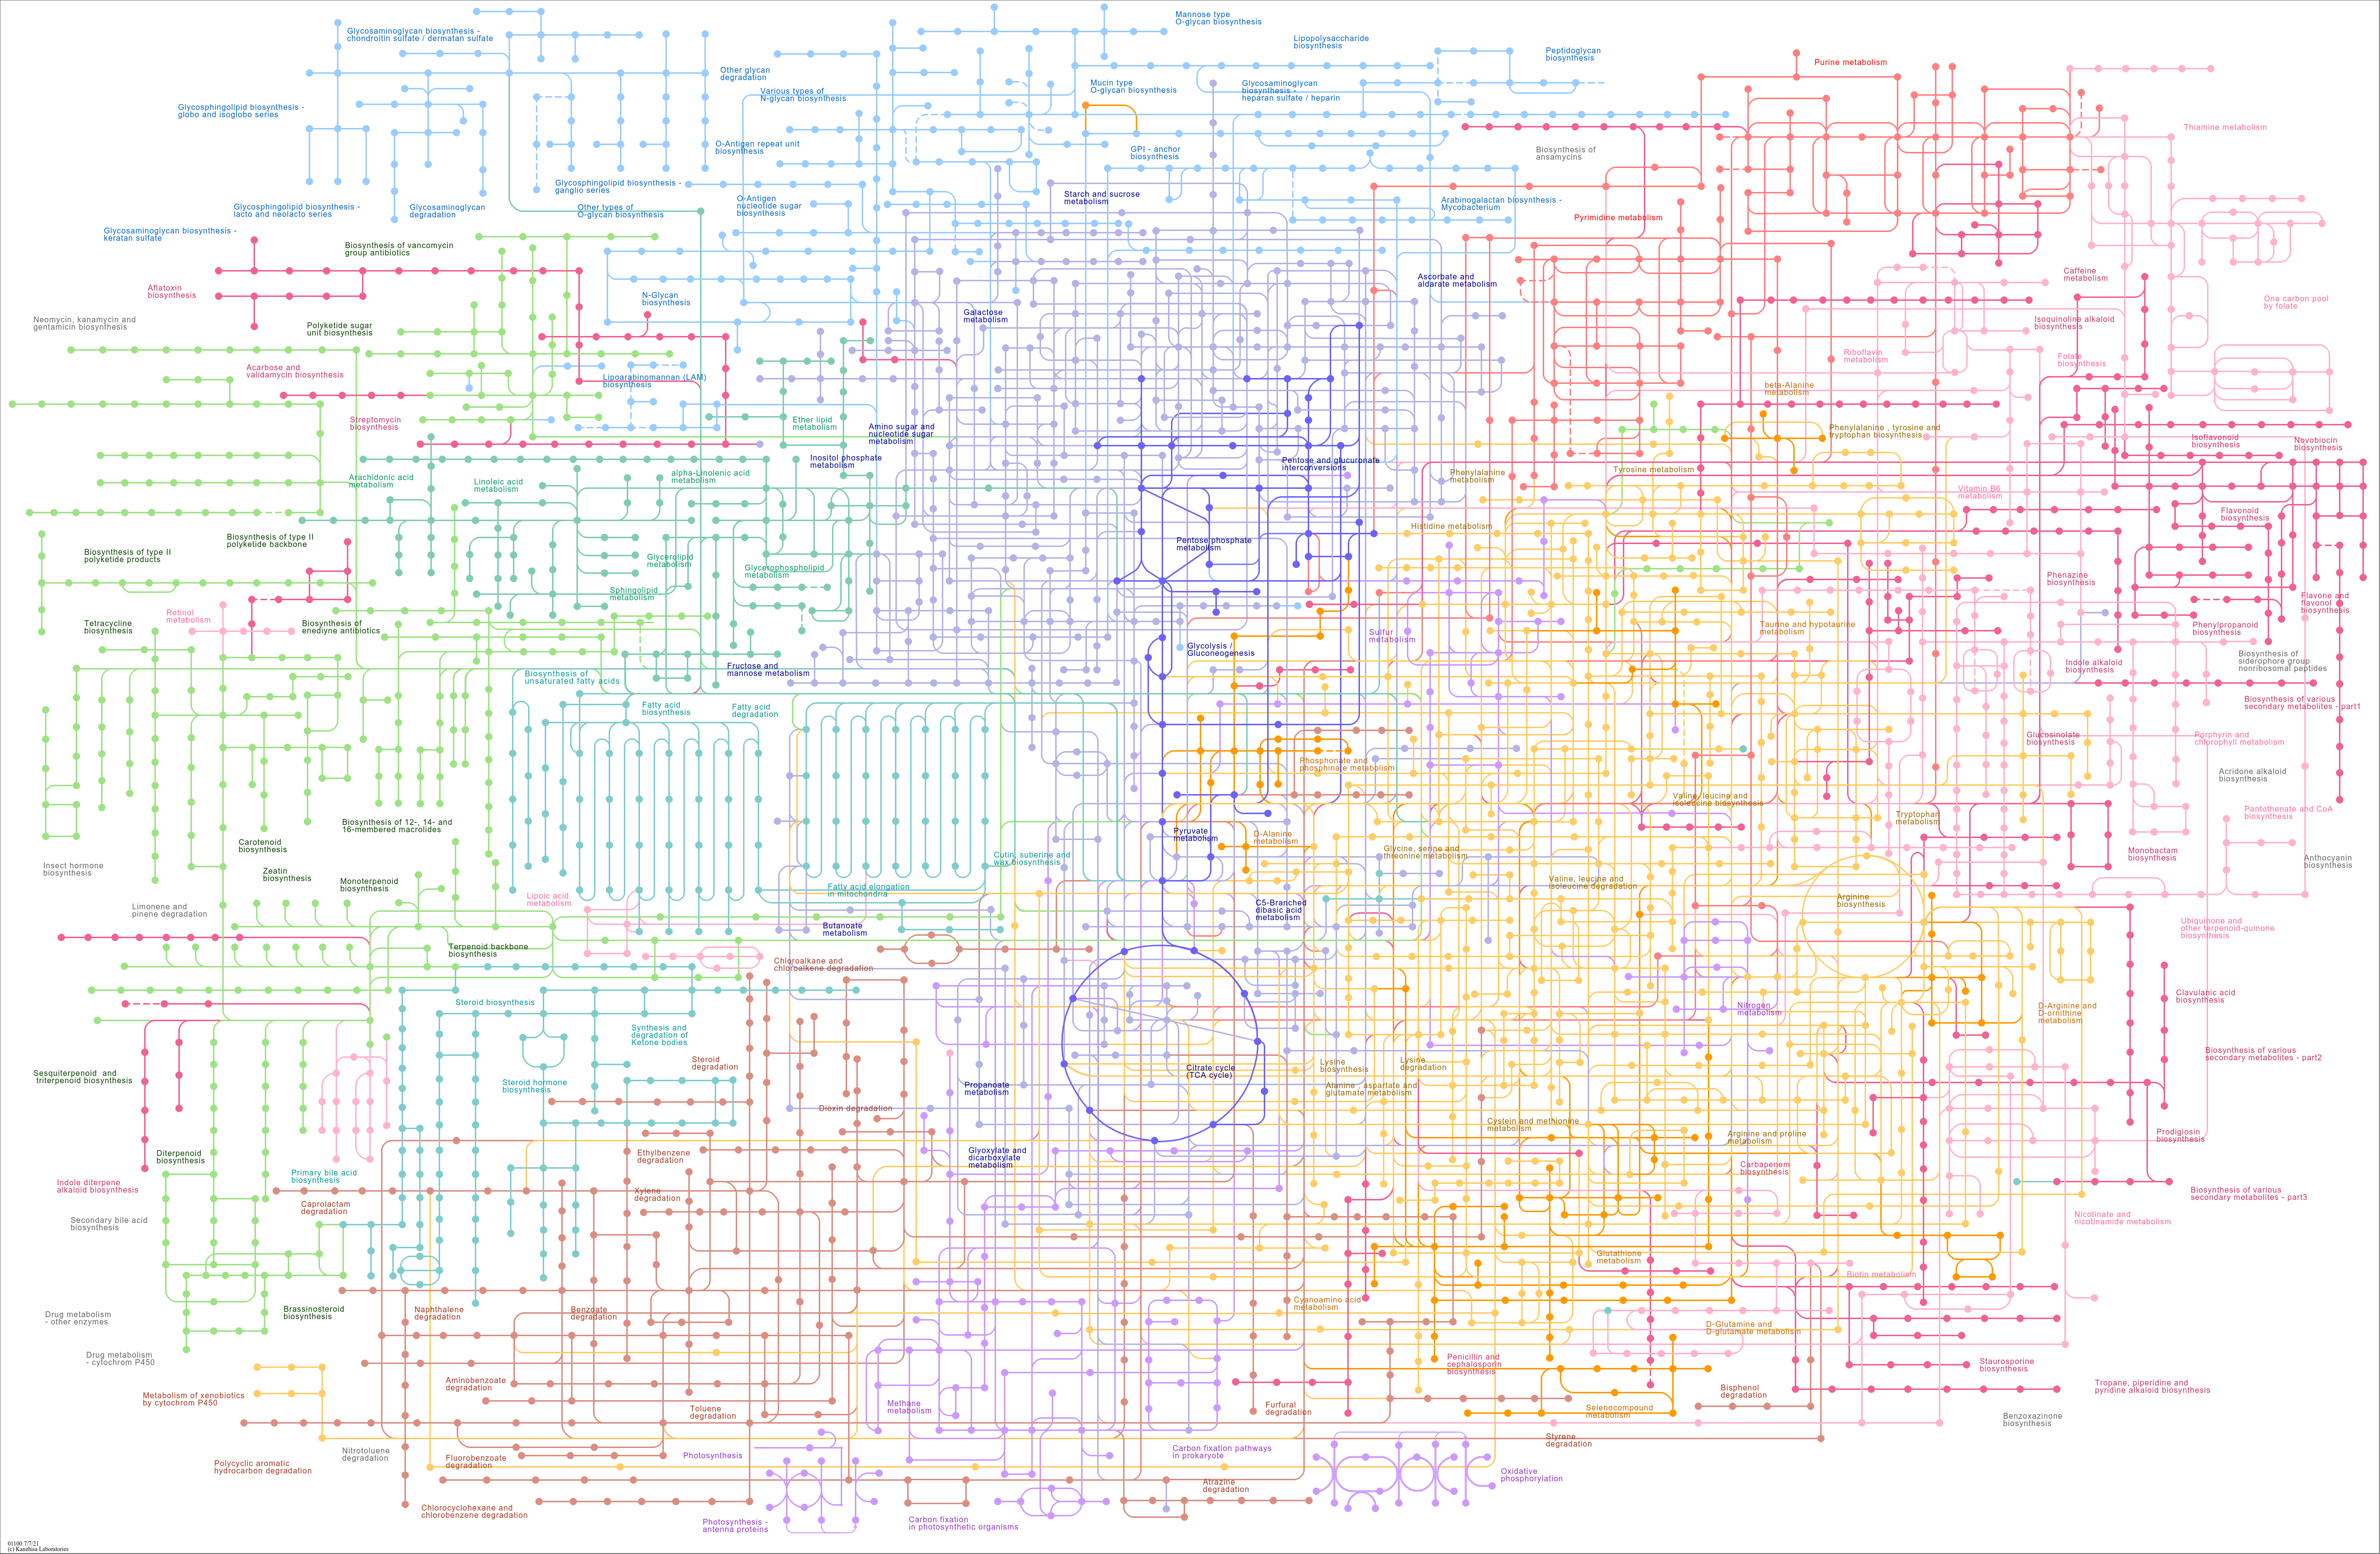 Mannose type
O-glycan biosynthesis
Glycosaminoglycan biosynthesis -
chondroitin sulfate / dermatan sulfate
Lipopolysaccharide
biosynthesis
Peptidoglycan
biosynthesis
Purine metabolism
Other glycan
degradation
Various types of
N-glycan biosynthesis
Mucin type
O-glycan biosynthesis
Glycosaminoglycan
biosynthesis -
heparan sulfate / heparin
Glycosphingolipid biosynthesis -
globo and isoglobo series
Thiamine metabolism
O-Antigen repeat unit
biosynthesis
GPI - anchor
biosynthesis
Biosynthesis of
ansamycins
Glycosphingolipid biosynthesis -
ganglio series
Starch and sucrose
metabolism
O-Antigen
nucleotide sugar
biosynthesis
Arabinogalactan biosynthesis -
Mycobacterium
Glycosphingolipid biosynthesis -
lacto and neolacto series
Glycosaminoglycan
degradation
Other types of
O-glycan biosynthesis
Pyrimidine metabolism
Glycosaminoglycan biosynthesis -
keratan sulfate
Biosynthesis of vancomycin
group antibiotics
Ascorbate and
aldarate metabolism
Caffeine
metabolism
Aflatoxin
biosynthesis
N-Glycan
biosynthesis
One carbon pool
by folate
Neomycin, kanamycin and
gentamicin biosynthesis
Polyketide sugar
unit biosynthesis
Galactose
metabolism
Isoquinoline alkaloid
biosynthesis
Riboflavin
metabolism
Folate
biosynthesis
Acarbose and
validamycin biosynthesis
Lipoarabinomannan (LAM)
biosynthesis
beta-Alanine
metabolism
Streptomycin
biosynthesis
Ether lipid
metabolism
Amino sugar and
nucleotide sugar
metabolism
Phenylalanine , tyrosine and
tryptophan biosynthesis
Isoflavonoid
biosynthesis
Novobiocin
biosynthesis
Inositol phosphate
metabolism
Pentose and glucuronate
interconversions
Phenylalanine
metabolism
Tyrosine metabolism
Arachidonic acid
metabolism
Linoleic acid
metabolism
alpha-Linolenic acid
metabolism
Vitamin B6
metabolism
Flavonoid
biosynthesis
Histidine metabolism
Biosynthesis of type II
polyketide products
Biosynthesis of type II
polyketide backbone
Pentose phosphate
metabolism
Glycerolipid
metabolism
Glycerophospholipid
metabolism
Phenazine
biosynthesis
Sphingolipid
metabolism
Flavone and
flavonol
biosynthesis
Retinol
metabolism
Tetracycline
biosynthesis
Biosynthesis of
enediyne antibiotics
Sulfur
metabolism
Taurine and hypotaurine
metabolism
Phenylpropanoid
biosynthesis
Glycolysis /
Gluconeogenesis
Biosynthesis of
siderophore group
nonribosomal peptides
Fructose and
mannose metabolism
Indole alkaloid
biosynthesis
Biosynthesis of
unsaturated fatty acids
Biosynthesis of various
secondary metabolites - part1
Fatty acid
biosynthesis
Fatty acid
degradation
Glucosinolate
biosynthesis
Porphyrin and
chlorophyll metabolism
Phosphonate and
phosphinate metabolism
Acridone alkaloid
biosynthesis
Valine, leucine and
isoleucine biosynthesis
Pantothenate and CoA
biosynthesis
Biosynthesis of 12-, 14- and
16-membered macrolides
Tryptophan
metabolism
Pyruvate
metabolism
D-Alanine
metabolism
Carotenoid
biosynthesis
Glycine, serine and
threonine metabolism
Monobactam
biosynthesis
Cutin, suberine and
wax biosynthesis
Anthocyanin
biosynthesis
Insect hormone
biosynthesis
Zeatin
biosynthesis
Monoterpenoid
biosynthesis
Fatty acid elongation
in mitochondria
Valine, leucine and
isoleucine degradation
Lipoic acid
metabolism
Arginine
biosynthesis
Limonene and
pinene degradation
C5-Branched
dibasic acid
metabolism
Butanoate
metabolism
Ubiquinone and
other terpenoid-quinone
biosynthesis
Terpenoid backbone
biosynthesis
Chloroalkane and
chloroalkene degradation
Clavulanic acid
biosynthesis
Steroid biosynthesis
Nitrogen
metabolism
D-Arginine and
D-ornithine
metabolism
Synthesis and
degradation of
Ketone bodies
Steroid
degradation
Biosynthesis of various
secondary metabolites - part2
Sesquiterpenoid and
triterpenoid biosynthesis
Steroid hormone
biosynthesis
Propanoate
metabolism
Citrate cycle
(TCA cycle)
Lysine
biosynthesis
Lysine
degradation
Alanine , aspartate and
glutamate metabolism
Dioxin degradation
Cystein and methionine
metabolism
Arginine and proline
metabolism
Prodigiosin
biosynthesis
Diterpenoid
biosynthesis
Ethylbenzene
degradation
Glyoxylate and
dicarboxylate
metabolism
Carbapenem
biosynthesis
Primary bile acid
biosynthesis
Indole diterpene
alkaloid biosynthesis
Xylene
degradation
Biosynthesis of various
secondary metabolites - part3
Caprolactam
degradation
Secondary bile acid
biosynthesis
Nicotinate and
nicotinamide metabolism
Glutathione
metabolism
Biotin metabolism
Cyanoamino acid
metabolism
Drug metabolism
- other enzymes
Brassinosteroid
biosynthesis
Naphthalene
degradation
Benzoate
degradation
D-Glutamine and
D-glutamate metabolism
Drug metabolism
- cytochrom P450
Penicillin and
cephalosporin
biosynthesis
Staurosporine
biosynthesis
Aminobenzoate
degradation
Tropane, piperidine and
pyridine alkaloid biosynthesis
Bisphenol
degradation
Metabolism of xenobiotics
by cytochrom P450
Toluene
degradation
Methane
metabolism
Furfural
degradation
Selenocompound
metabolism
Benzoxazinone
biosynthesis
Styrene
degradation
Nitrotoluene
degradation
Photosynthesis
Carbon fixation pathways
in prokaryote
Polycyclic aromatic
hydrocarbon degradation
Fluorobenzoate
degradation
Oxidative
phosphorylation
Atrazine
degradation
Chlorocyclohexane and
chlorobenzene degradation
Photosynthesis -
antenna proteins
Carbon fixation
in photosynthetic organisms
01100 7/7/21
(c) Kanehisa Laboratories